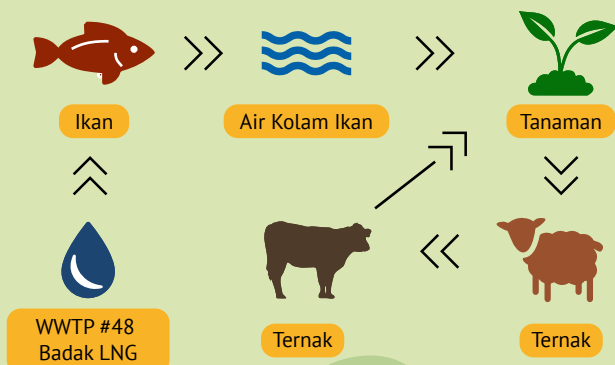 Ikan
Air Kolam Ikan
Tanaman
WWTP #48
Badak LNG
Ternak
Ternak